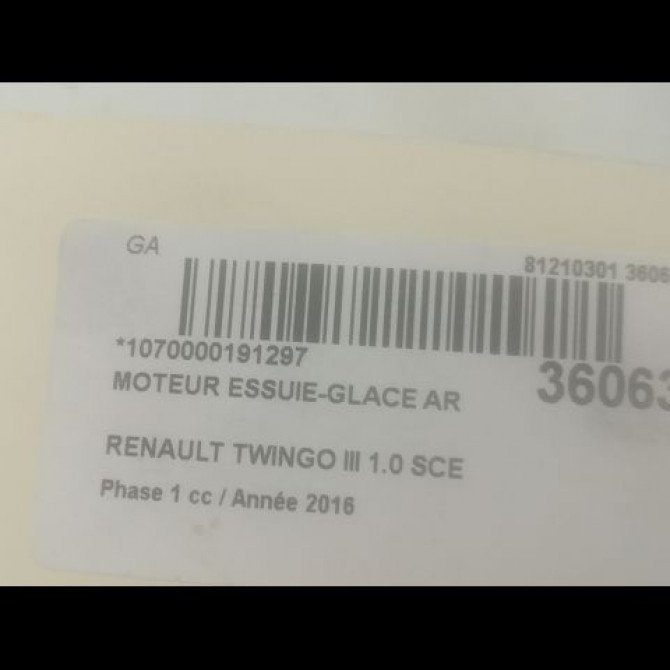 GA
81210301 3606
*1070000191297
36063
MOTEUR ESSUIE-GLACE AR
RENAULT TWINGO III 1.0 SCE
Phase 1 cc / Année 2016